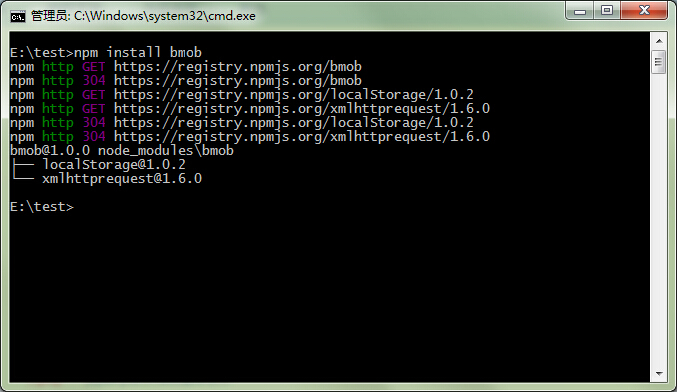 管理员: C:\Windows\system32\cmd.exe
E:\test>npm install bmob
npm http GET https://registry.npmjs.org/bmob
npm http 304 https://registry.npmjs.org/bmob
npm http GET https://registry.npmjs.org/localStorage/1.0.2
npm http GET https://registry.npmjs.org/xmlhttprequest/1.6.0
npm http 304 https://registry.npmjs.org/localStorage/1.0.2
npm http 304 https://registry.npmjs.org/xmlhttprequest/1.6.0
bmob@1.0.0 node_modules\bmob
├── localStorage@1.0.2
└── xmlhttprequest@1.6.0
E:\test>